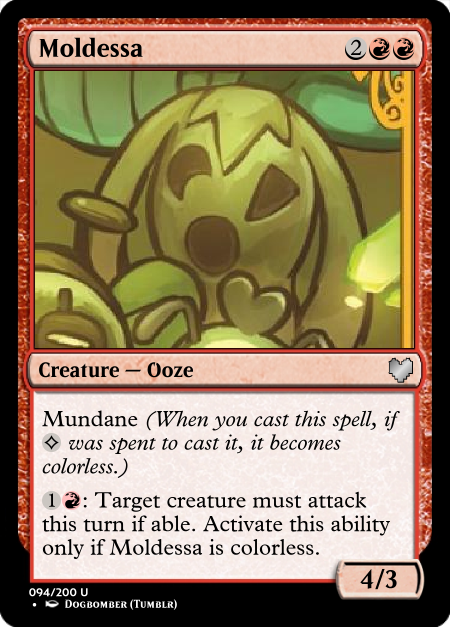 Moldessa
2
Creature — Ooze
Mundane (When you cast this spell, if
was spent to cast it, it becomes
colorless.)
1 : Target creature must attack
this turn if able. Activate this ability
only if Moldessa is colorless.
4/3
094/200 U
• Dogbomber (Tumblr)